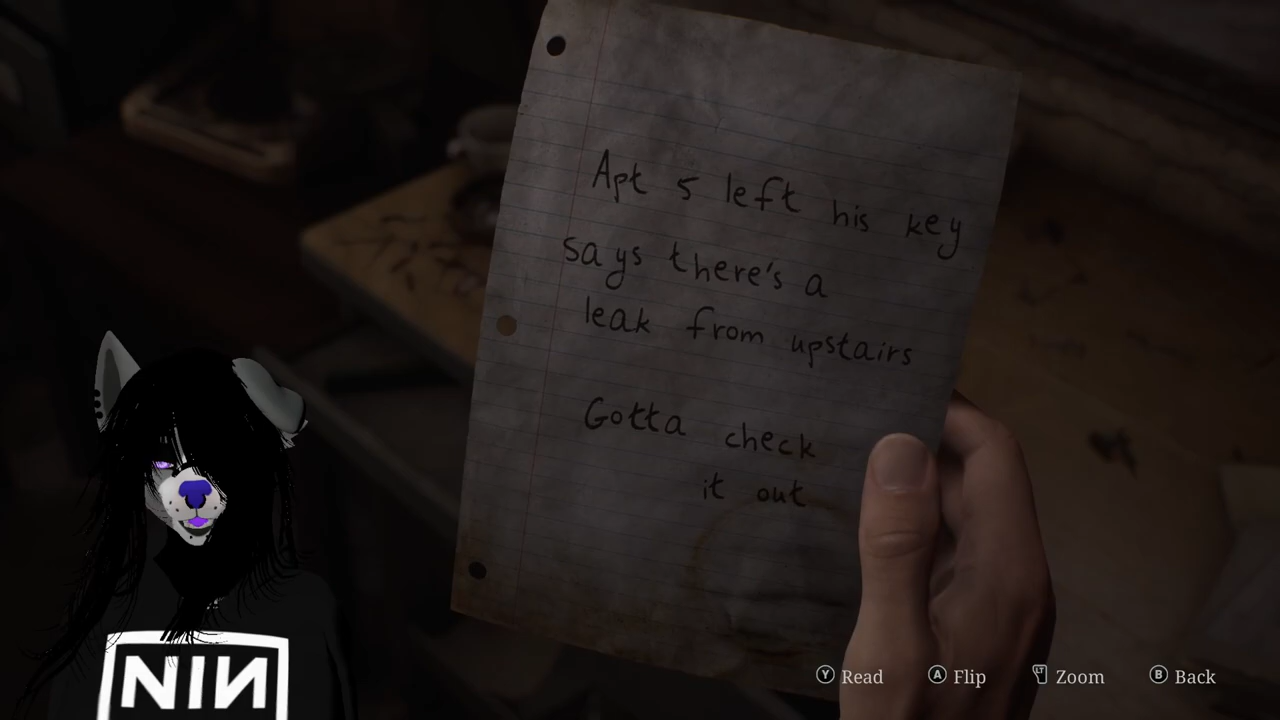 Apt 5 left his key
says there's a
leak from upstairs
Gotta check
it out
NIN
Y Read A Flip LT Zoom B Back